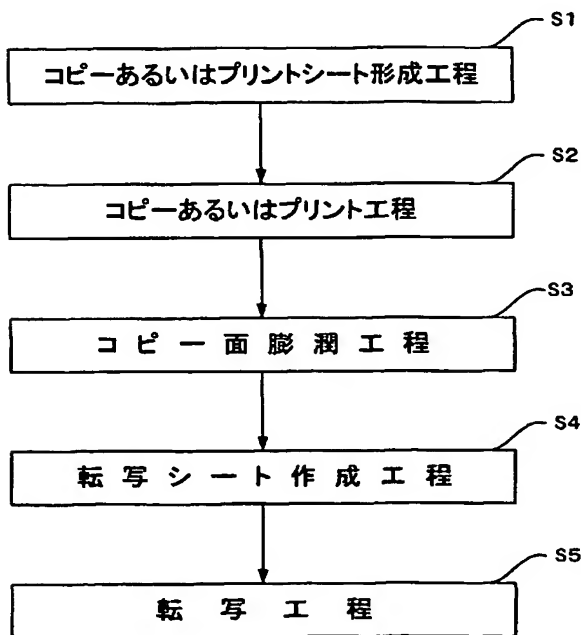 S1
コピーあるいはプリントシート形成工程
S2
コピーあるいはプリント工程
S3
コピー面膨潤工程
S4
転写シート作成工程
S5
転写工程